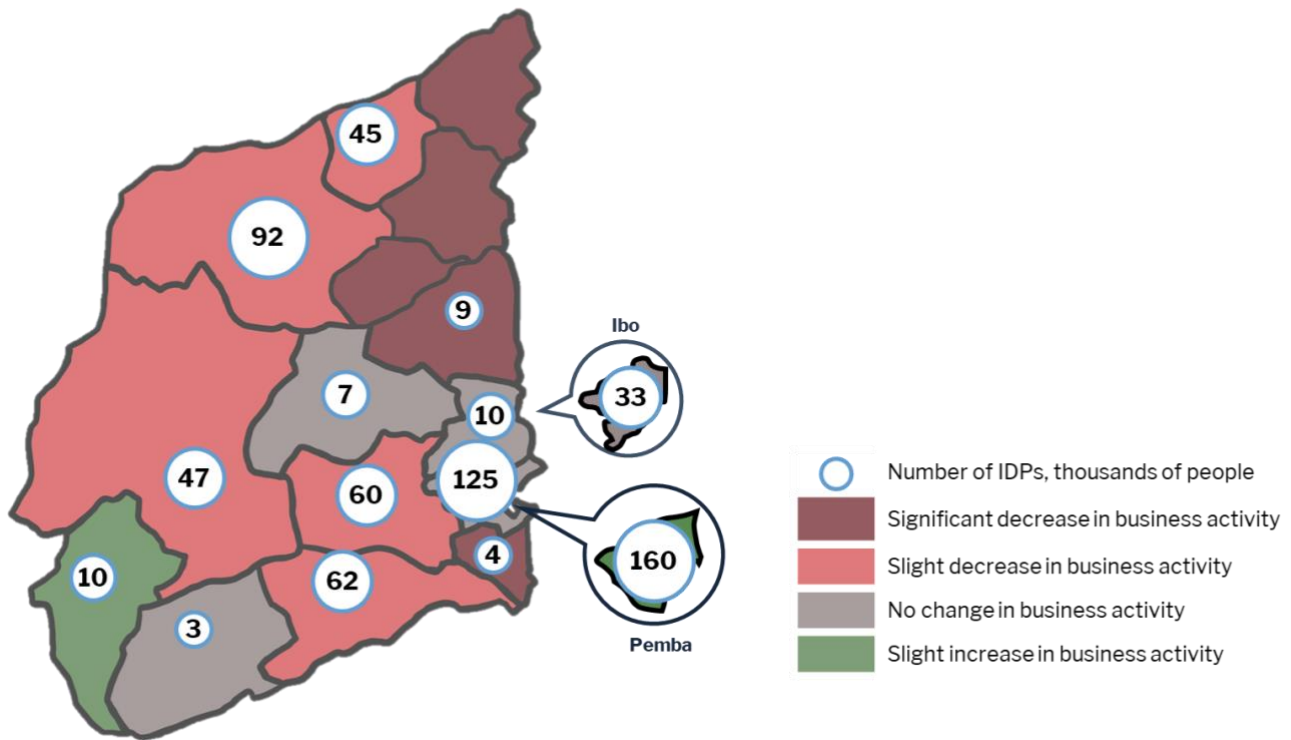 45
92
9
Ibo
7
33
10
47
125
60
4
160
10
62
3
Pemba
Number of IDPs, thousands of people
Significant decrease in business activity
Slight decrease in business activity
No change in business activity
Slight increase in business activity